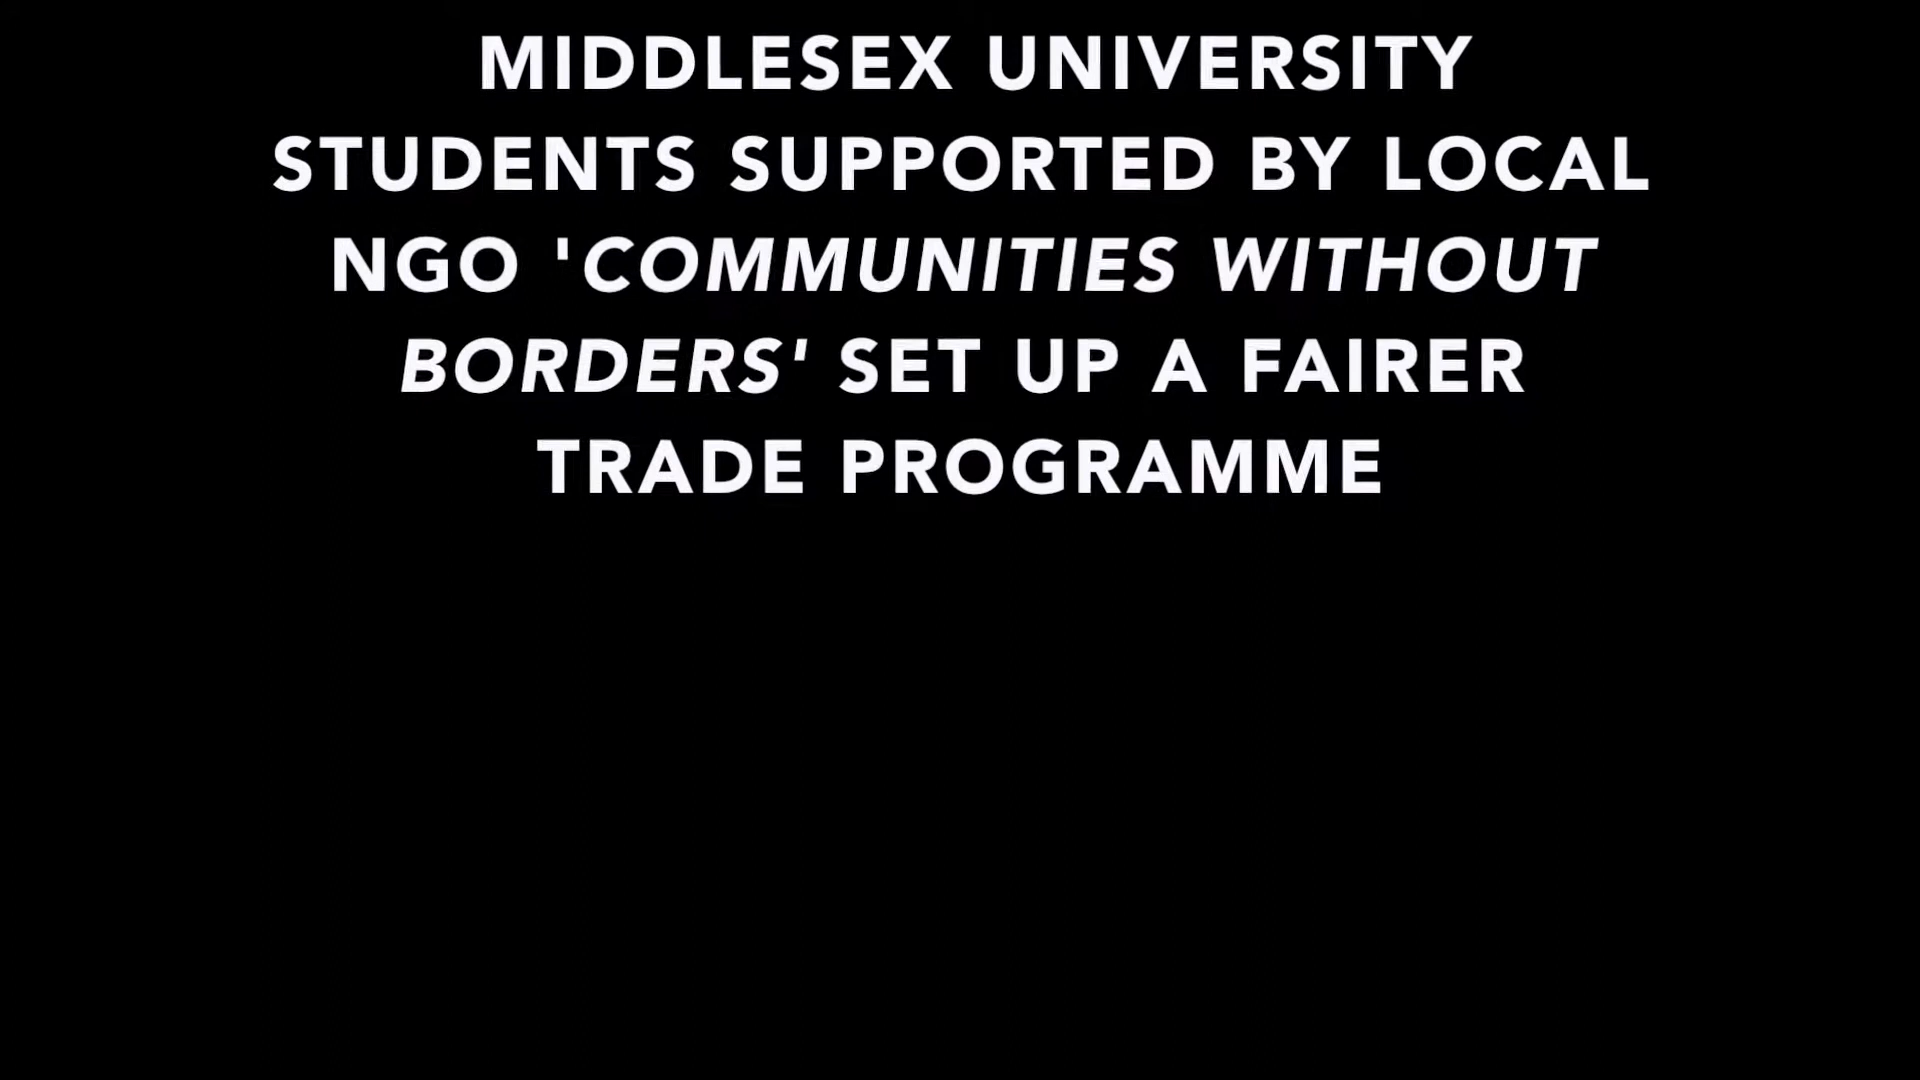 MIDDLESEX UNIVERSITY
STUDENTS SUPPORTED BY LOCAL
NGO 'COMMUNITIES WITHOUT
BORDERS' SET UP A FAIRER
TRADE PROGRAMME